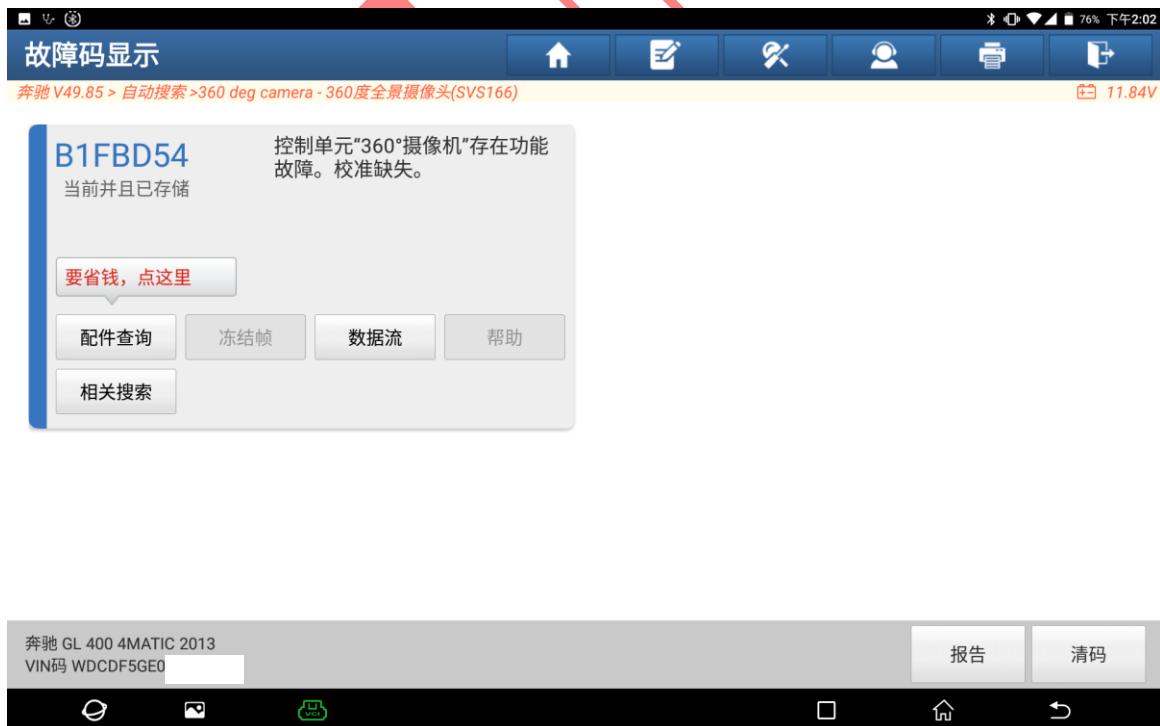 76% 下午2:02
故障码显示
奔驰 V49.85 > 自动搜索 >360 deg camera - 360度全景摄像头(SVS166)
11.84V
B1FBD54
当前并且已存储
控制单元“360°摄像机”存在功能
故障。校准缺失。
要省钱，点这里
配件查询
冻结帧
数据流
帮助
相关搜索
奔驰 GL 400 4MATIC 2013
VIN码 WDCDF5GE0
报告
清码
VCI